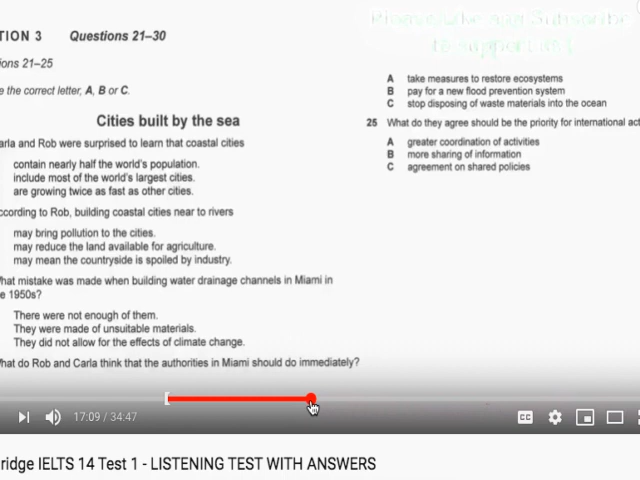 TION 3 Questions 21–30
ions 21–25
e the correct letter, A, B or C.
Cities built by the sea
arla and Rob were surprised to learn that coastal cities
contain nearly half the world's population.
include most of the world's largest cities.
are growing twice as fast as other cities.
ccording to Rob, building coastal cities near to rivers
may bring pollution to the cities.
may reduce the land available for agriculture.
may mean the countryside is spoiled by industry.
hat mistake was made when building water drainage channels in Miami in
e 1950s?
There were not enough of them.
They were made of unsuitable materials.
They did not allow for the effects of climate change.
hat do Rob and Carla think that the authorities in Miami should do immediately?
Please Like and Subscribe
to support us
A take measures to restore ecosystems
B pay for a new flood prevention system
C stop disposing of waste materials into the ocean
25 What do they agree should be the priority for international act
A greater coordination of activities
B more sharing of information
C agreement on shared policies
17:09 / 34:47
CC
ridge IELTS 14 Test 1 - LISTENING TEST WITH ANSWERS